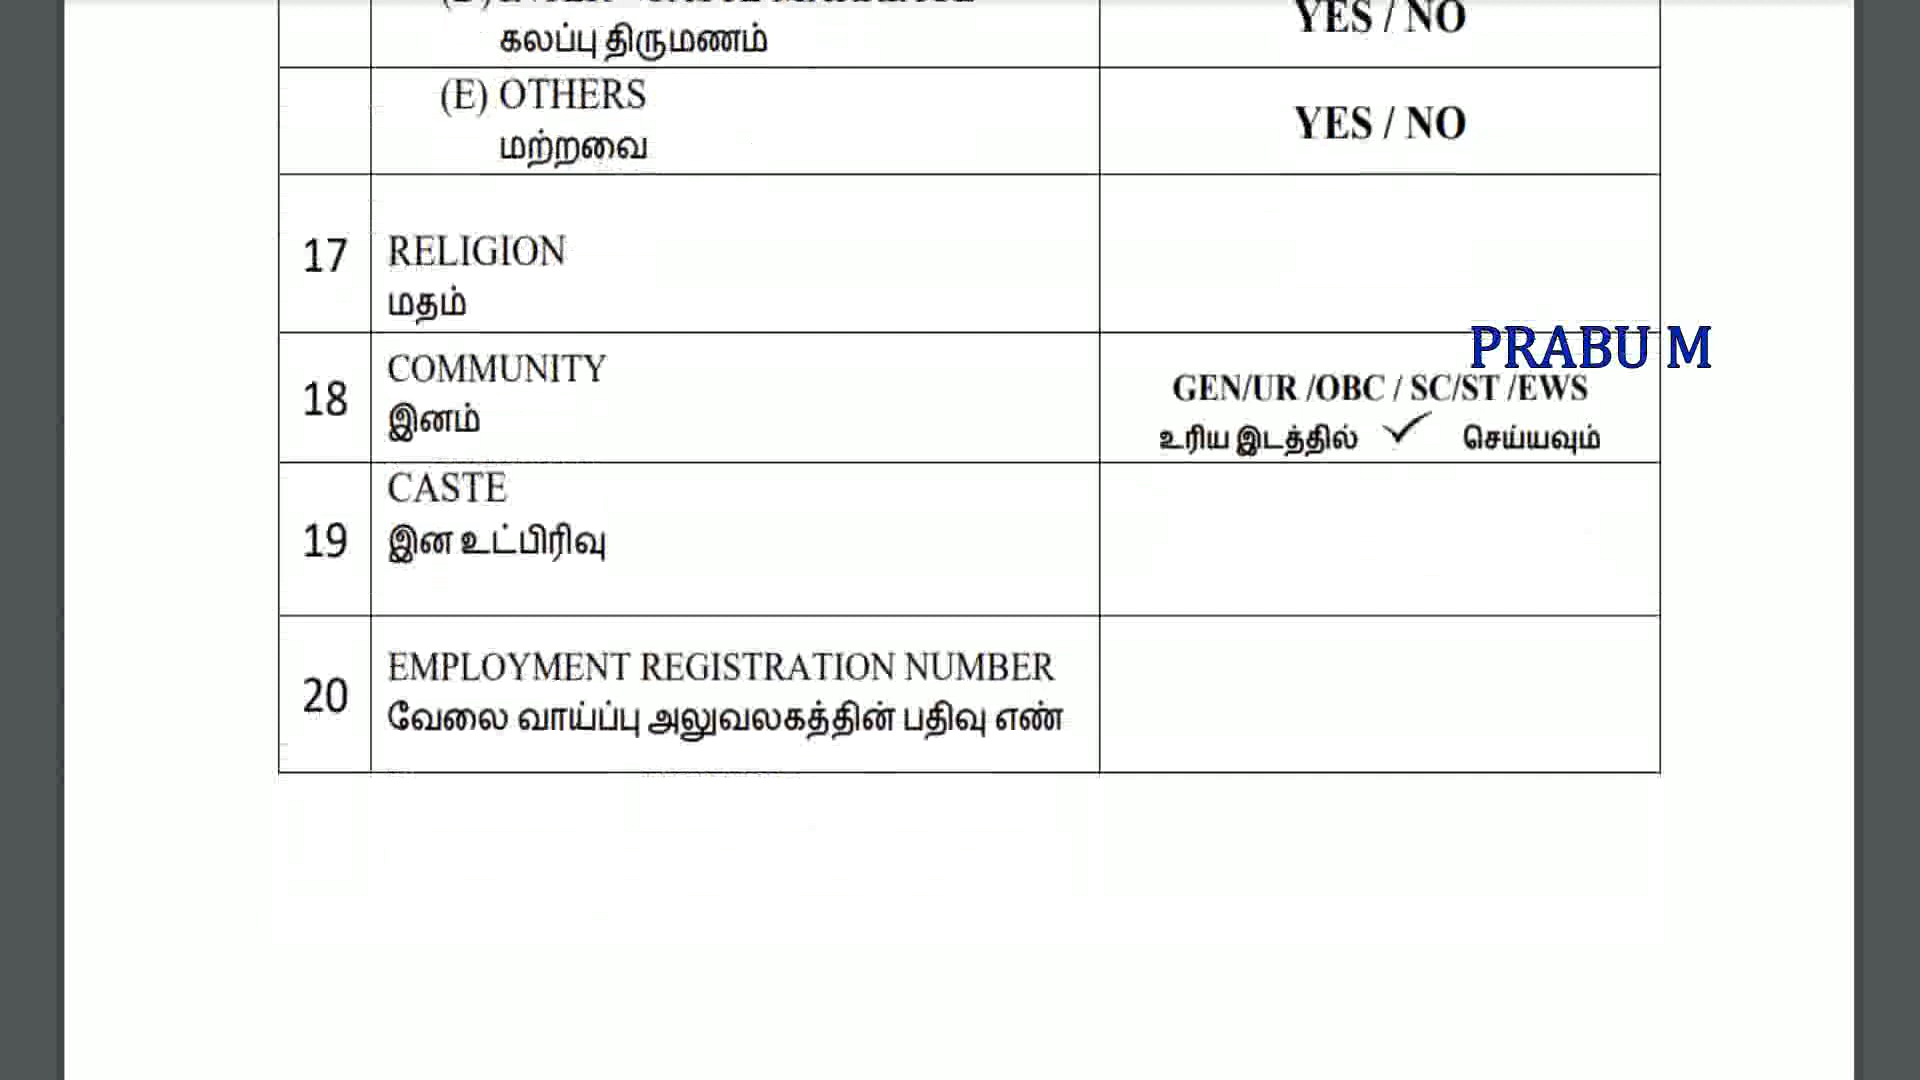 கலப்பு திருமணம்
YES / NO
(E) OTHERS
மற்றவை
YES / NO
17
RELIGION
மதம்
PRABU M
18
COMMUNITY
இனம்
GEN/UR /OBC / SC/ST /EWS
உரிய இடத்தில் ✓ செய்யவும்
19
CASTE
இன உட்பிரிவு
20
EMPLOYMENT REGISTRATION NUMBER
வேலை வாய்ப்பு அலுவலகத்தின் பதிவு எண்